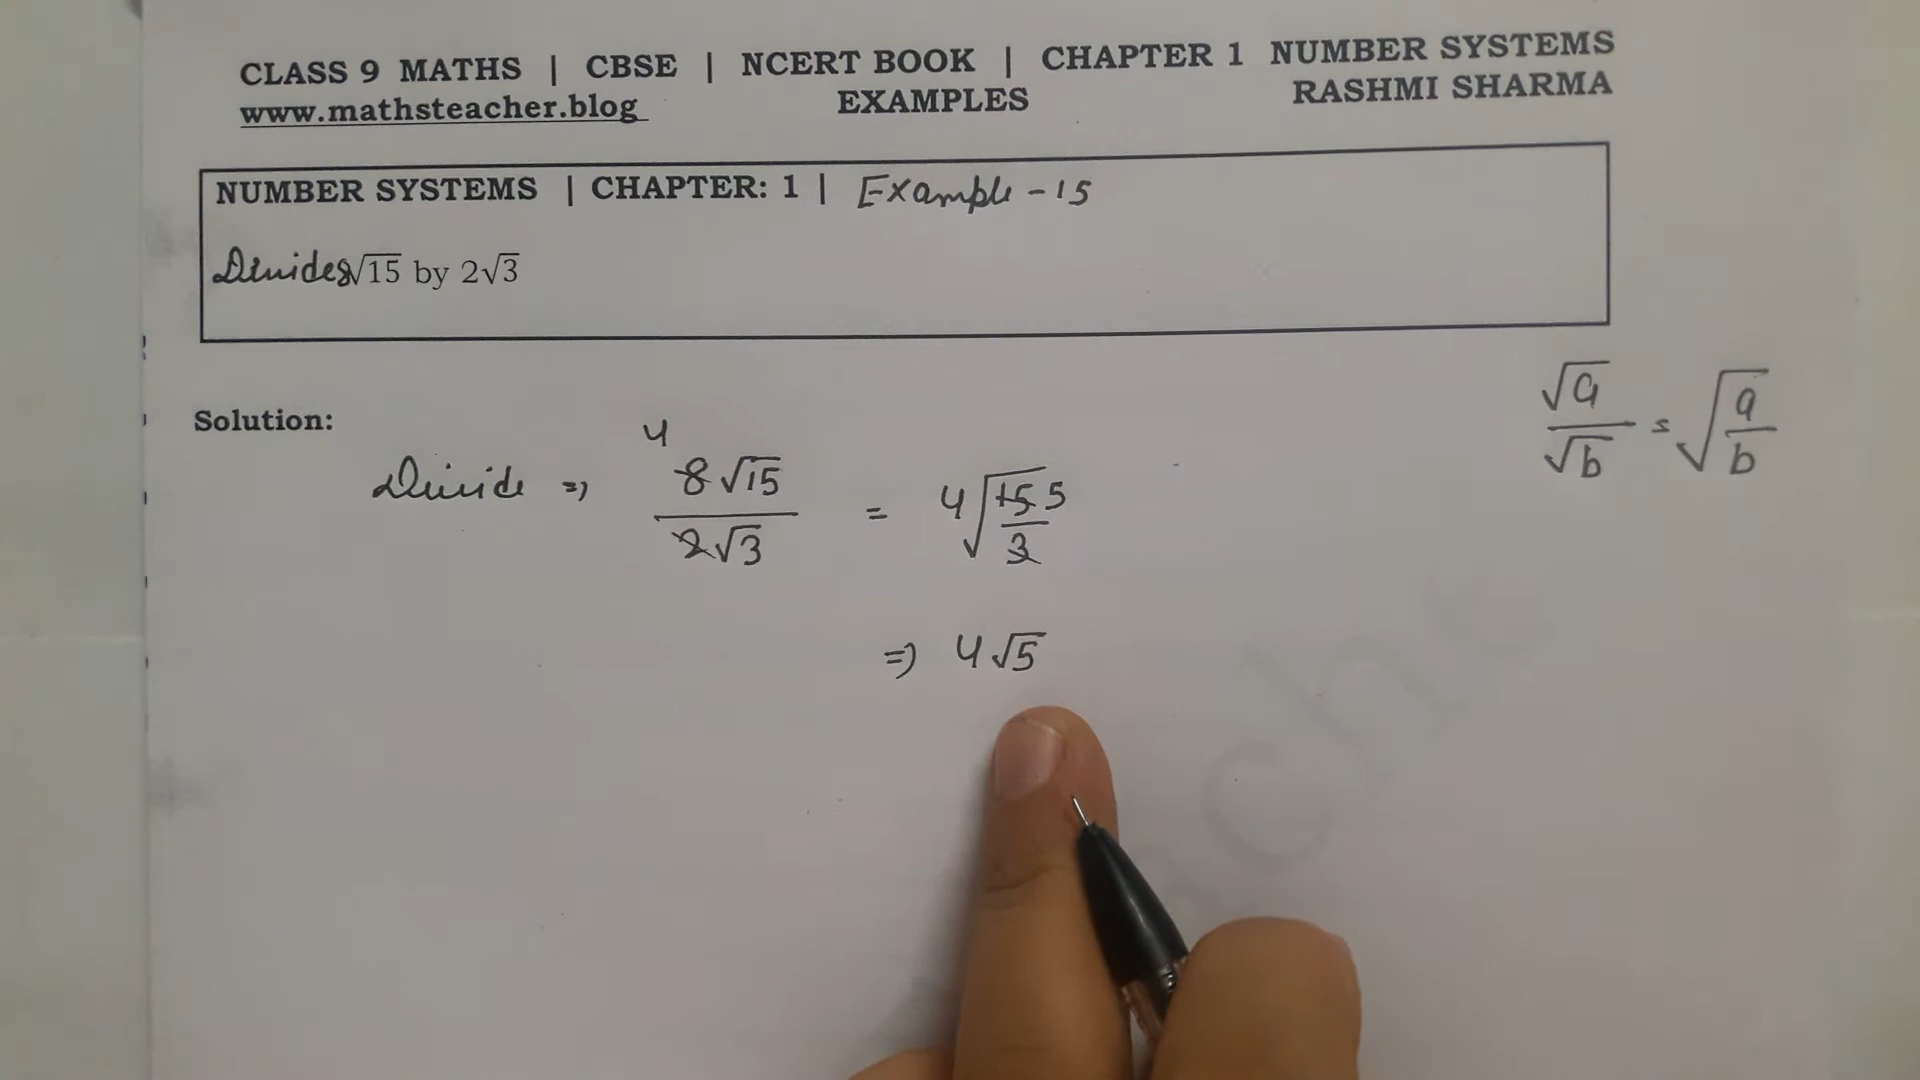 CLASS 9 MATHS | CBSE | NCERT BOOK | CHAPTER 1 NUMBER SYSTEMS
www.mathsteacher.blog EXAMPLES RASHMI SHARMA
NUMBER SYSTEMS | CHAPTER: 1 | Example - 15
Divide 8√15 by 2√3
Solution:
√a/√b = √(a/b)
4
Divide ⇒ 8√15/2√3 = 4√(15/3) 5
⇒ 4√5